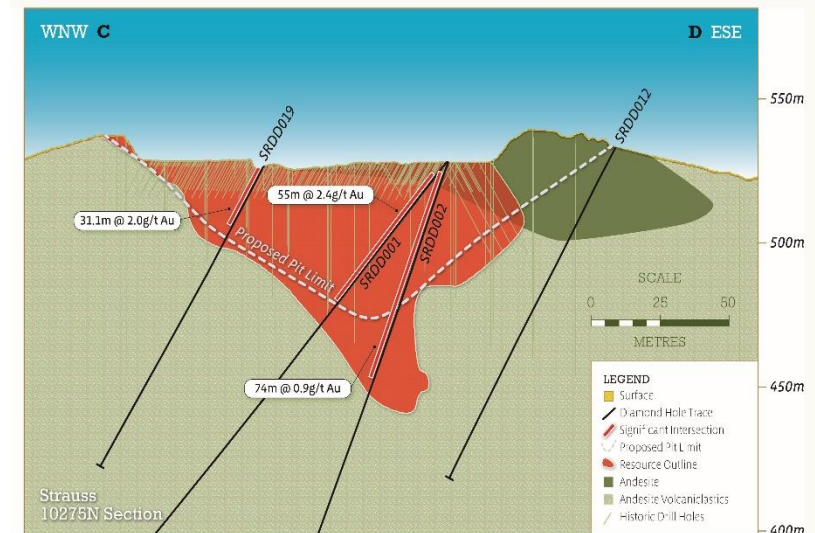 WNW C
D ESE
SRDD019
SRDD012
550m
55m @ 2.4g/t Au
31.1m @ 2.0g/t Au
SRDD001
SRDD002
Proposed Pit Limit
500m
SCALE
0 25 50
METRES
74m @ 0.9g/t Au
450m
LEGEND
Surface
Diamond Hole Trace
Significant Intersection
Proposed Pit Limit
Resource Outline
Andesite
Andesite Volcaniclastics
Historic Drill Holes
Strauss
10275N Section
400m